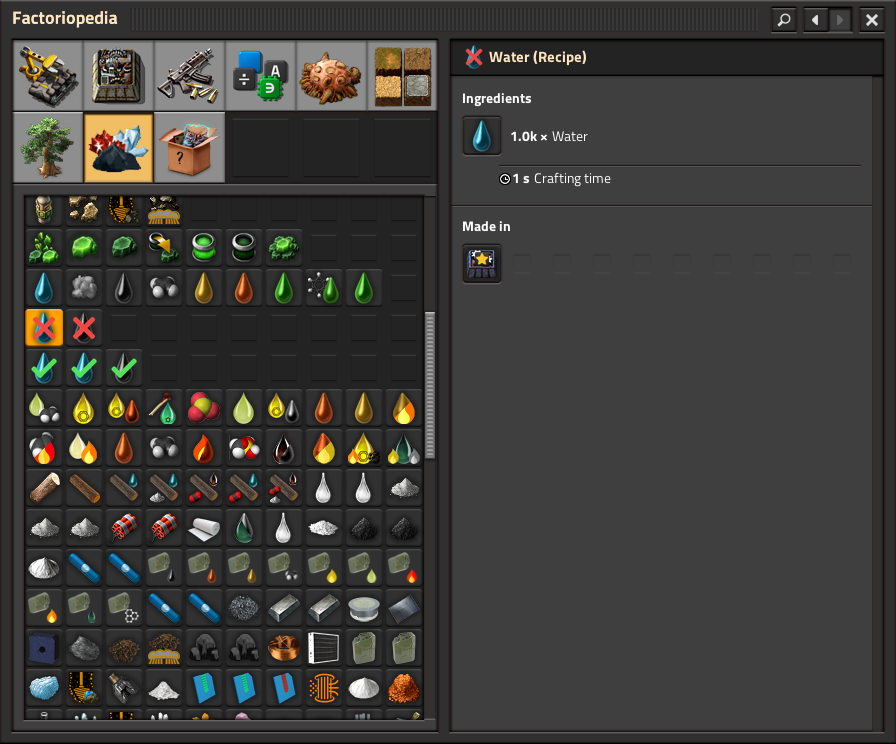 Factoriopedia
Water (Recipe)
Ingredients
1.0k × Water
1 s Crafting time
Made in